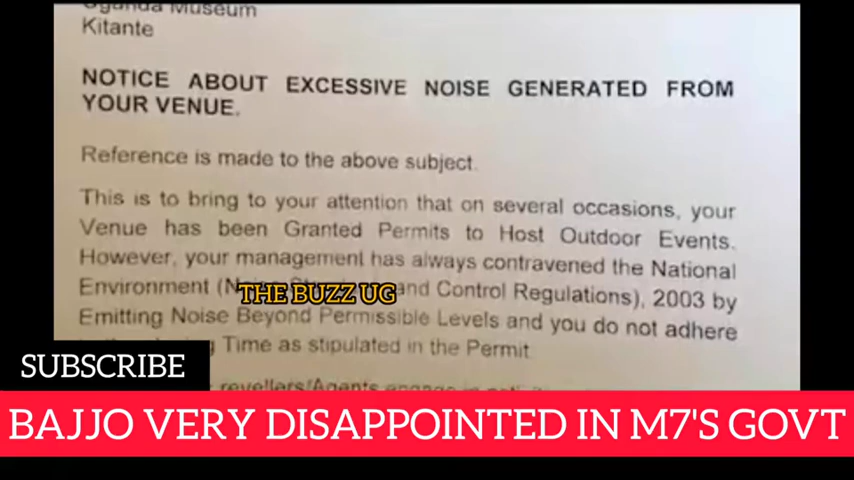 Uganda Museum
Kitante
NOTICE ABOUT EXCESSIVE NOISE GENERATED FROM
YOUR VENUE.
Reference is made to the above subject.
This is to bring to your attention that on several occasions, your
Venue has been Granted Permits to Host Outdoor Events.
However, your management has always contravened the National
Environment (and Control Regulations), 2003 by
THE BUZZ UG
Emitting Noise Beyond Permissible Levels and you do not adhere
Time as stipulated in the Permit
revellers/Agents engage in
SUBSCRIBE
BAJJO VERY DISAPPOINTED IN M7'S GOVT